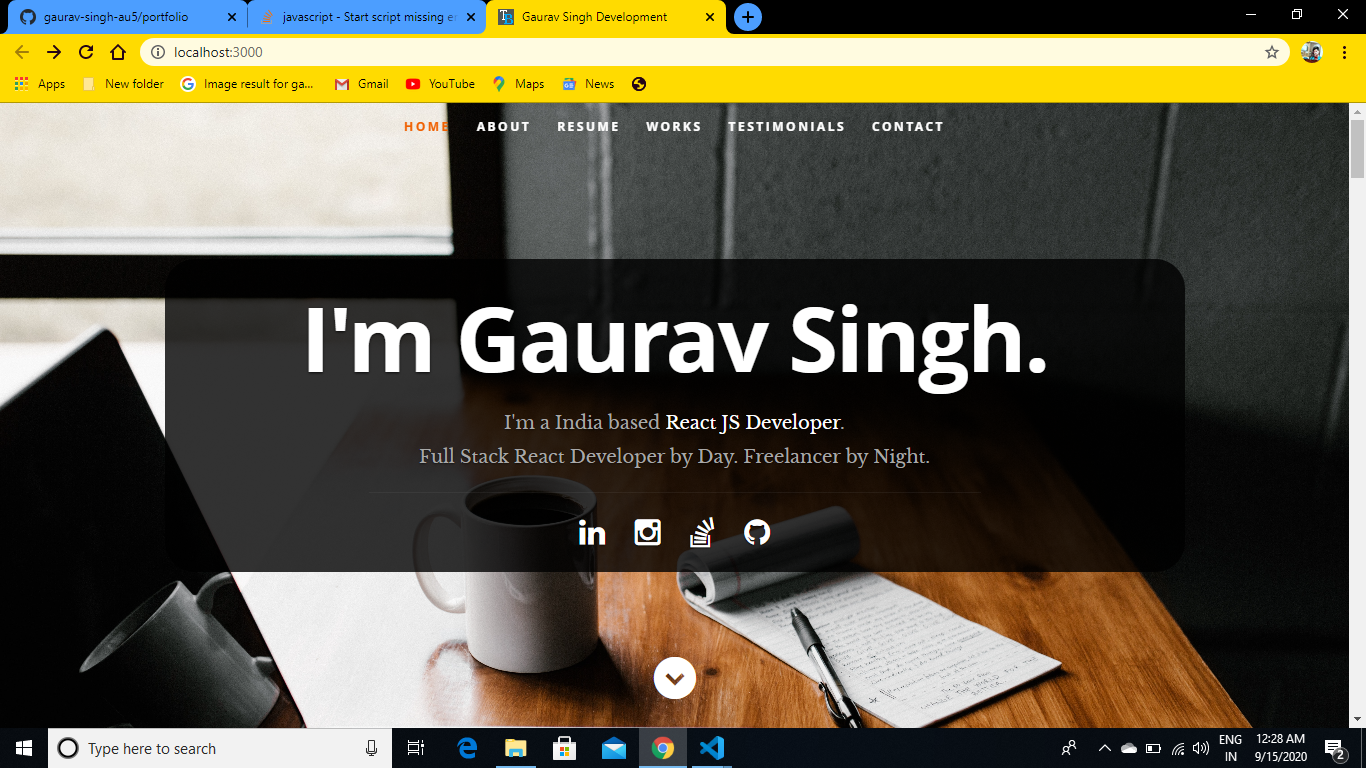 gaurav-singh-au5/portfolio
javascript - Start script missing er
Gaurav Singh Development
localhost:3000
Apps
New folder
Image result for ga...
Gmail
YouTube
Maps
News
HOME ABOUT RESUME WORKS TESTIMONIALS CONTACT
I'm Gaurav Singh.
I'm a India based React JS Developer.
Full Stack React Developer by Day. Freelancer by Night.
in
Type here to search
ENG
IN
12:28 AM
9/15/2020
2